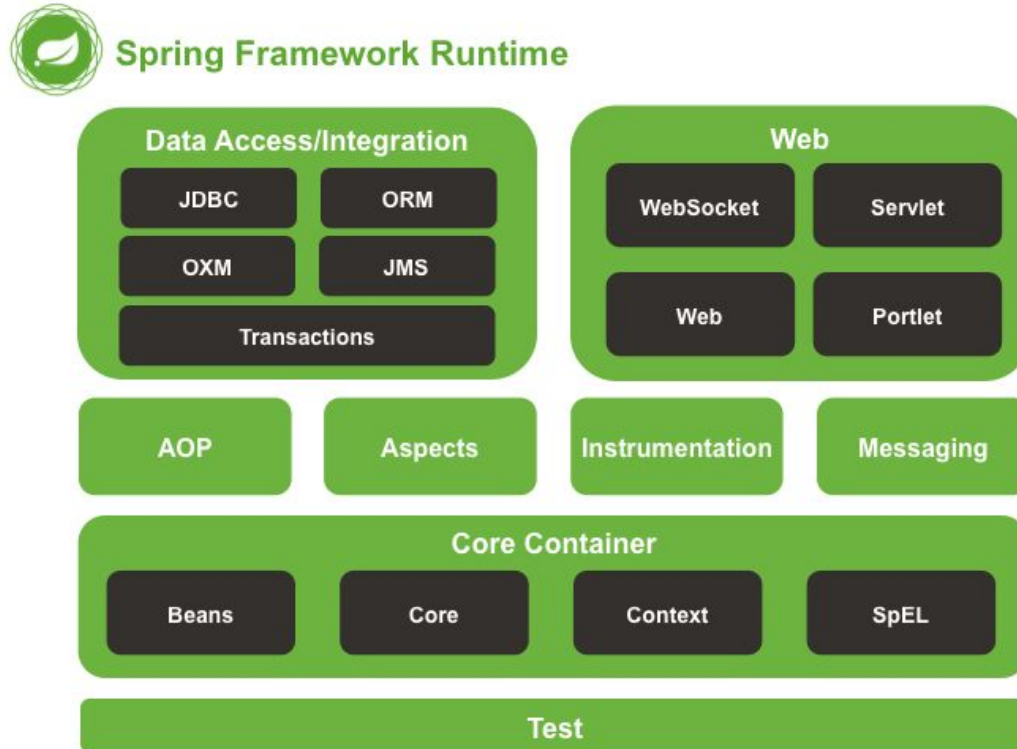 Spring Framework Runtime
Data Access/Integration
JDBC ORM
OXM JMS
Transactions
Web
WebSocket Servlet
Web Portlet
AOP Aspects Instrumentation Messaging
Core Container
Beans Core Context SpEL
Test